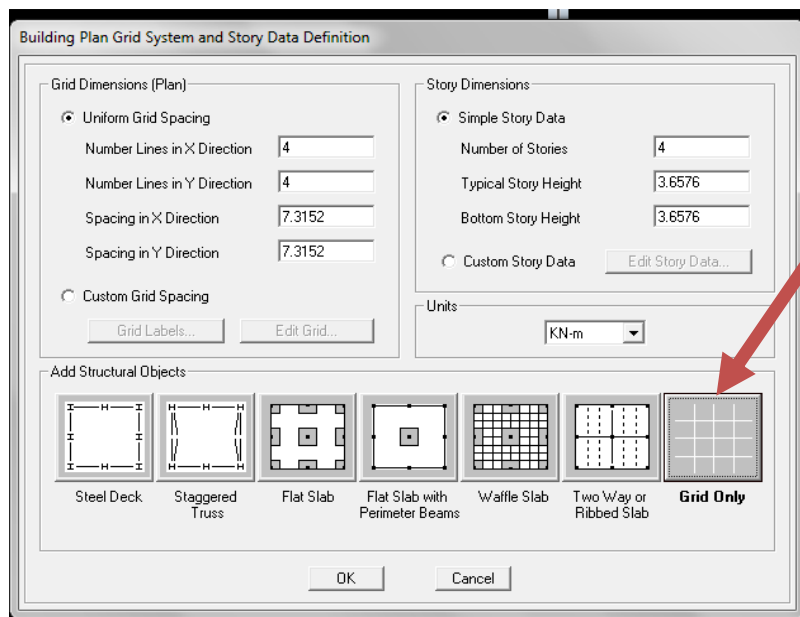 Building Plan Grid System and Story Data Definition
Grid Dimensions (Plan)
Uniform Grid Spacing
Number Lines in X Direction 4
Number Lines in Y Direction 4
Spacing in X Direction 7.3152
Spacing in Y Direction 7.3152
Custom Grid Spacing
Grid Labels... Edit Grid...
Story Dimensions
Simple Story Data
Number of Stories 4
Typical Story Height 3.6576
Bottom Story Height 3.6576
Custom Story Data Edit Story Data...
Units
KN-m
Add Structural Objects
Steel Deck
Staggered
Truss
Flat Slab
Flat Slab with
Perimeter Beams
Waffle Slab
Two Way or
Ribbed Slab
Grid Only
OK Cancel